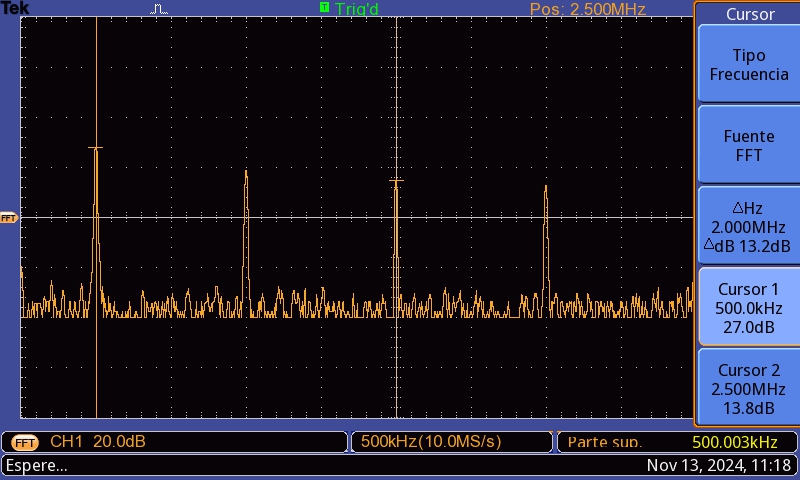 Tek
T Trig'd
Pos: 2.500MHz
Cursor
Tipo
Frecuencia
Fuente
FFT
△Hz
2.000MHz
△dB 13.2dB
Cursor 1
500.0kHz
27.0dB
Cursor 2
2.500MHz
13.8dB
FFT
FFT CH1 20.0dB
500kHz(10.0MS/s)
Parte sup. 500.003kHz
Espere...
Nov 13, 2024, 11:18